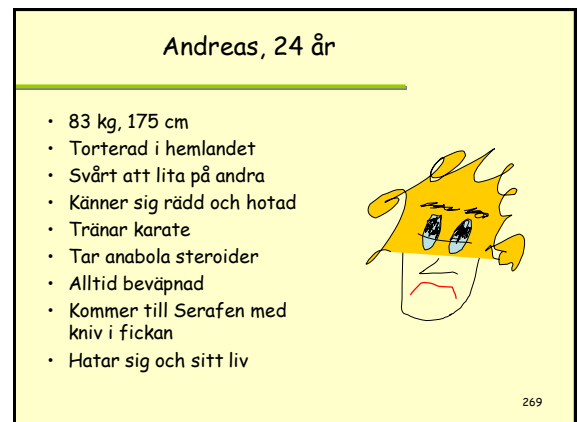 Andreas, 24 år
• 83 kg, 175 cm
• Torterad i hemlandet
• Svårt att lita på andra
• Känner sig rädd och hotad
• Tränar karate
• Tar anabola steroider
• Alltid beväpnad
• Kommer till Serafen med
kniv i fickan
• Hatar sig och sitt liv
269